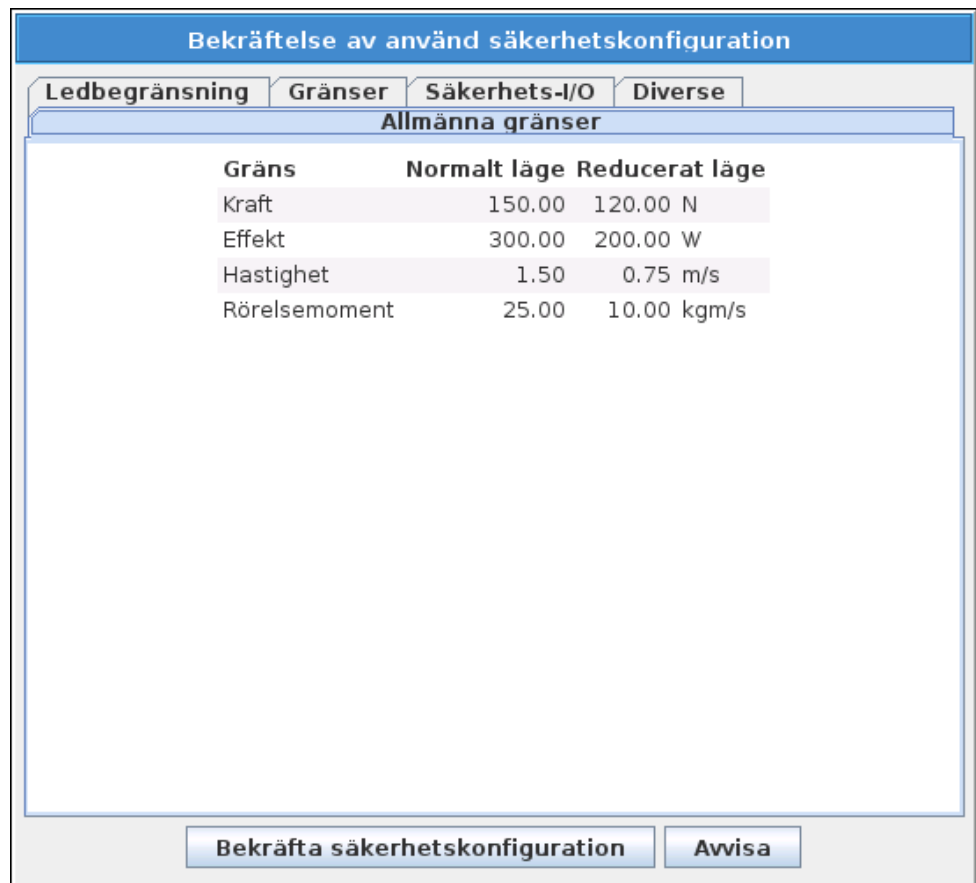 Bekräftelse av använd säkerhetskonfiguration
Ledbegränsning Gränser Säkerhets-I/O Diverse
Allmänna gränser
Gräns Normalt läge Reducerat läge
Kraft 150.00 120.00 N
Effekt 300.00 200.00 W
Hastighet 1.50 0.75 m/s
Rörelsemoment 25.00 10.00 kgm/s
Bekräfta säkerhetskonfiguration Avvisa